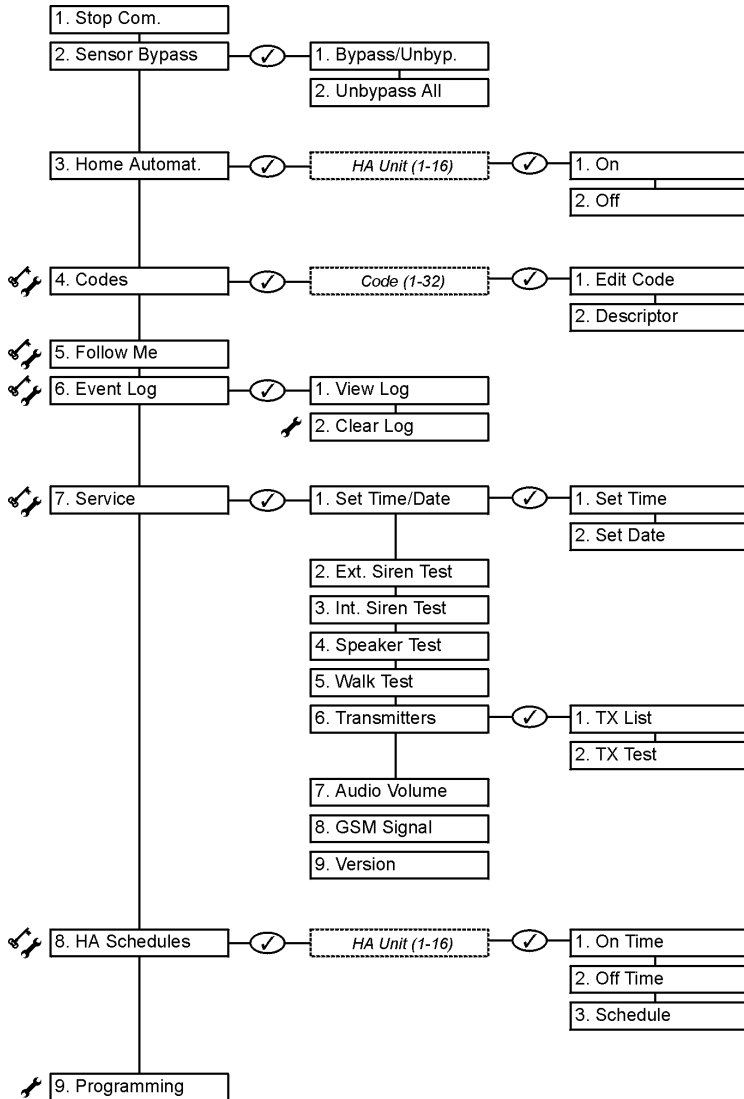 1. Stop Com.
2. Sensor Bypass
1. Bypass/Unbyp.
2. Unbypass All
3. Home Automat.
HA Unit (1-16)
1. On
2. Off
4. Codes
Code (1-32)
1. Edit Code
2. Descriptor
5. Follow Me
6. Event Log
1. View Log
2. Clear Log
7. Service
1. Set Time/Date
1. Set Time
2. Set Date
2. Ext. Siren Test
3. Int. Siren Test
4. Speaker Test
5. Walk Test
6. Transmitters
1. TX List
2. TX Test
7. Audio Volume
8. GSM Signal
9. Version
8. HA Schedules
HA Unit (1-16)
1. On Time
2. Off Time
3. Schedule
9. Programming